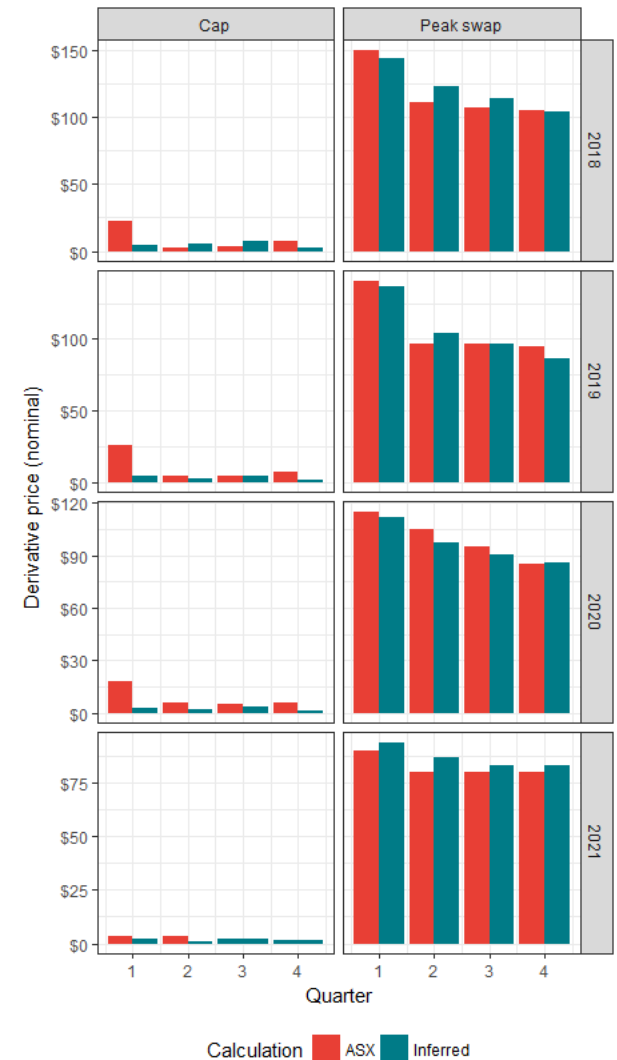 Cap
Peak swap
$150
$100
$50
$0
2018
$100
$50
$0
2019
$120
$90
$60
$30
$0
2020
$75
$50
$25
$0
2021
Derivative price (nominal)
1 2 3 4
1 2 3 4
Quarter
Calculation ASX Inferred